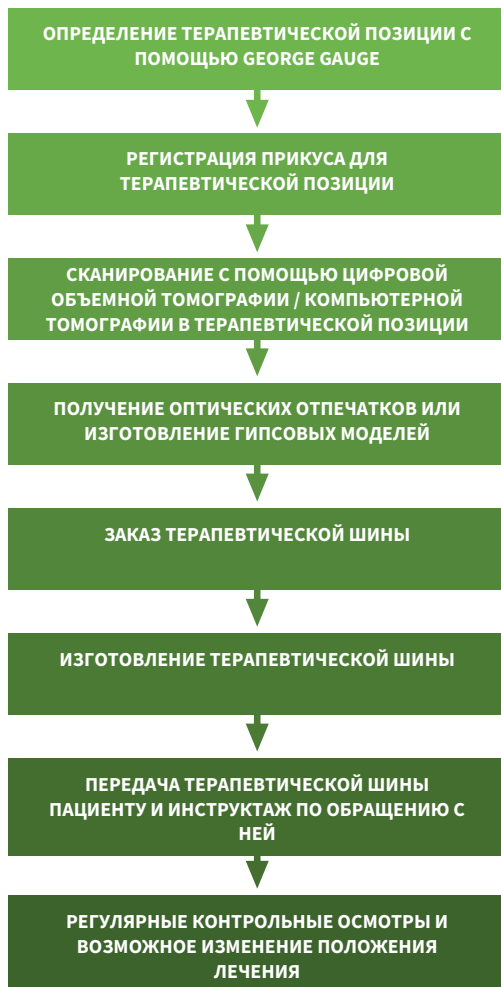 ОПРЕДЕЛЕНИЕ ТЕРАПЕВТИЧЕСКОЙ ПОЗИЦИИ С
ПОМОЩЬЮ GEORGE GAUGE
РЕГИСТРАЦИЯ ПРИКУСА ДЛЯ
ТЕРАПЕВТИЧЕСКОЙ ПОЗИЦИИ
СКАНИРОВАНИЕ С ПОМОЩЬЮ ЦИФРОВОЙ
ОБЪЕМНОЙ ТОМОГРАФИИ / КОМПЬЮТЕРНОЙ
ТОМОГРАФИИ В ТЕРАПЕВТИЧЕСКОЙ ПОЗИЦИИ
ПОЛУЧЕНИЕ ОПТИЧЕСКИХ ОТПЕЧАТКОВ ИЛИ
ИЗГОТОВЛЕНИЕ ГИПСОВЫХ МОДЕЛЕЙ
ЗАКАЗ ТЕРАПЕВТИЧЕСКОЙ ШИНЫ
ИЗГОТОВЛЕНИЕ ТЕРАПЕВТИЧЕСКОЙ ШИНЫ
ПЕРЕДАЧА ТЕРАПЕВТИЧЕСКОЙ ШИНЫ
ПАЦИЕНТУ И ИНСТРУКТАЖ ПО ОБРАЩЕНИЮ С
НЕЙ
РЕГУЛЯРНЫЕ КОНТРОЛЬНЫЕ ОСМОТРЫ И
ВОЗМОЖНОЕ ИЗМЕНЕНИЕ ПОЛОЖЕНИЯ
ЛЕЧЕНИЯ